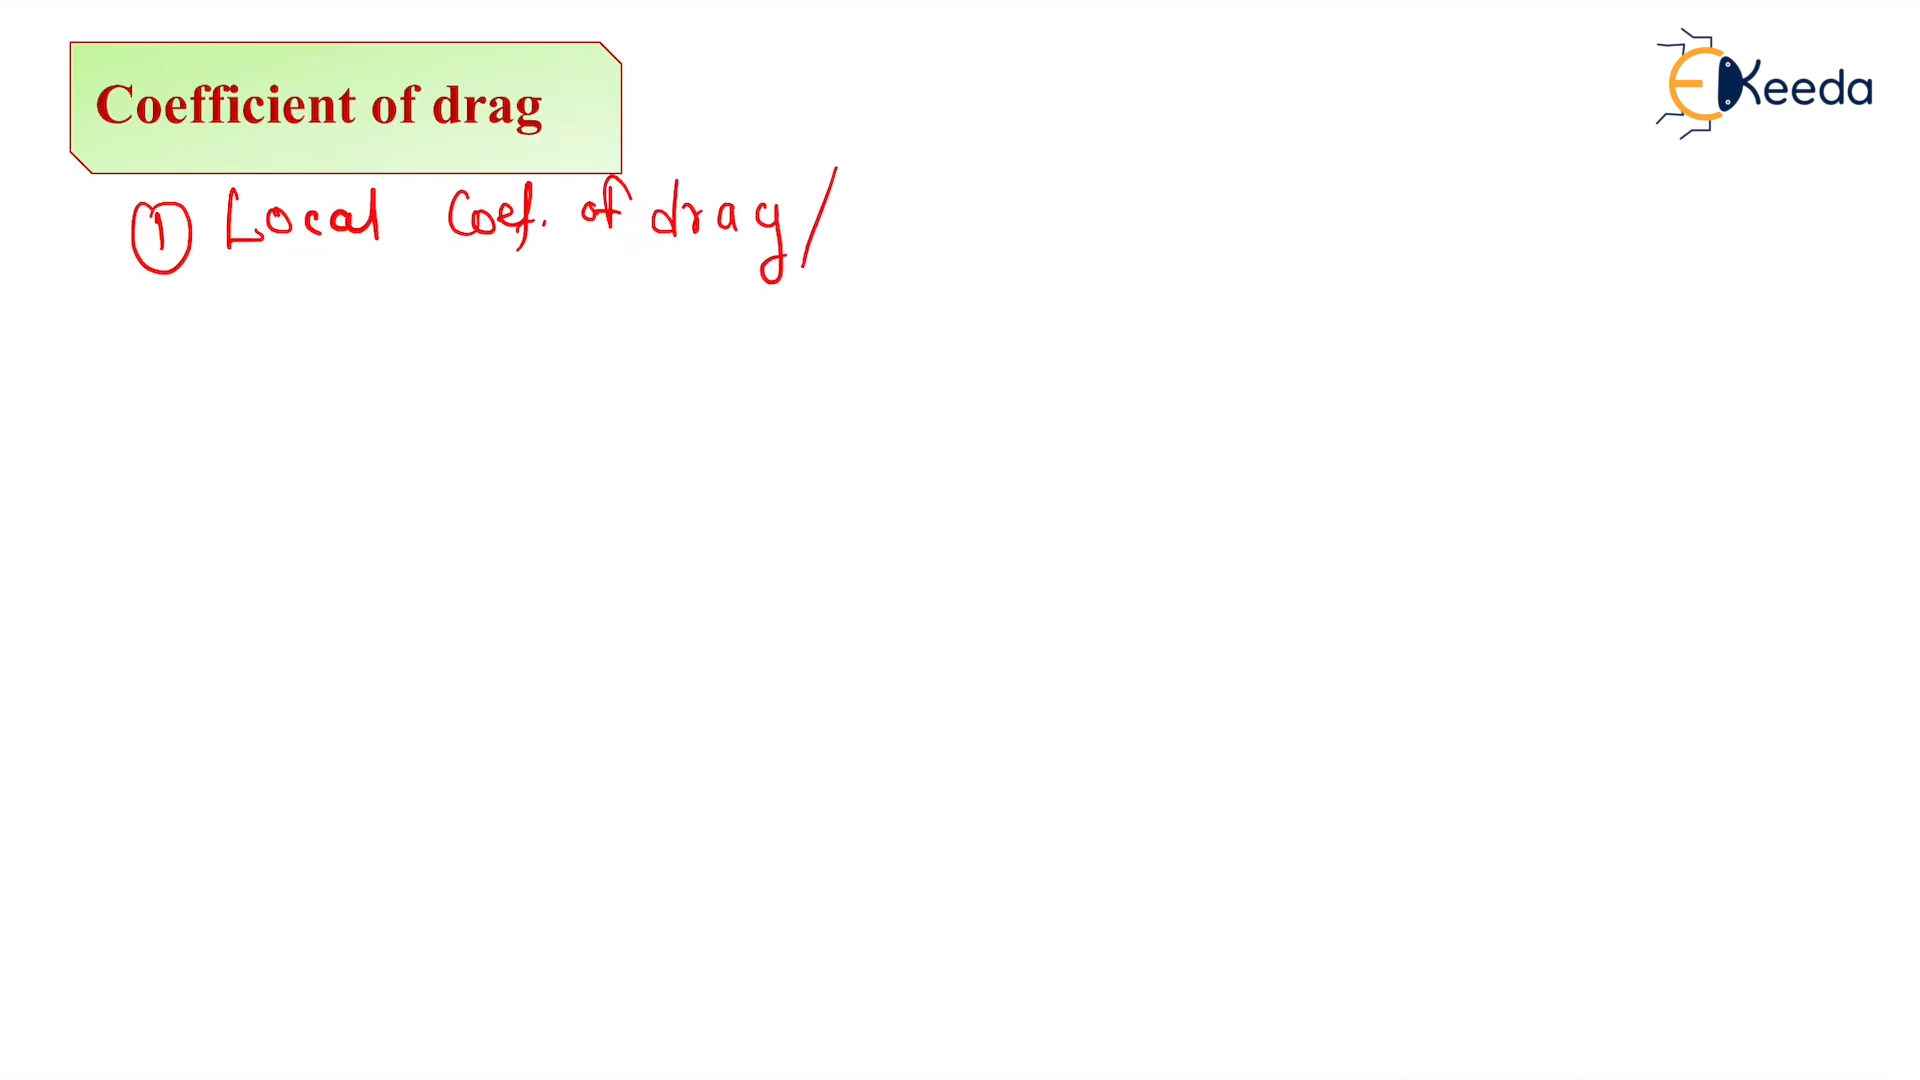 Coefficient of drag
EKeeda
① Local Coef. of drag /